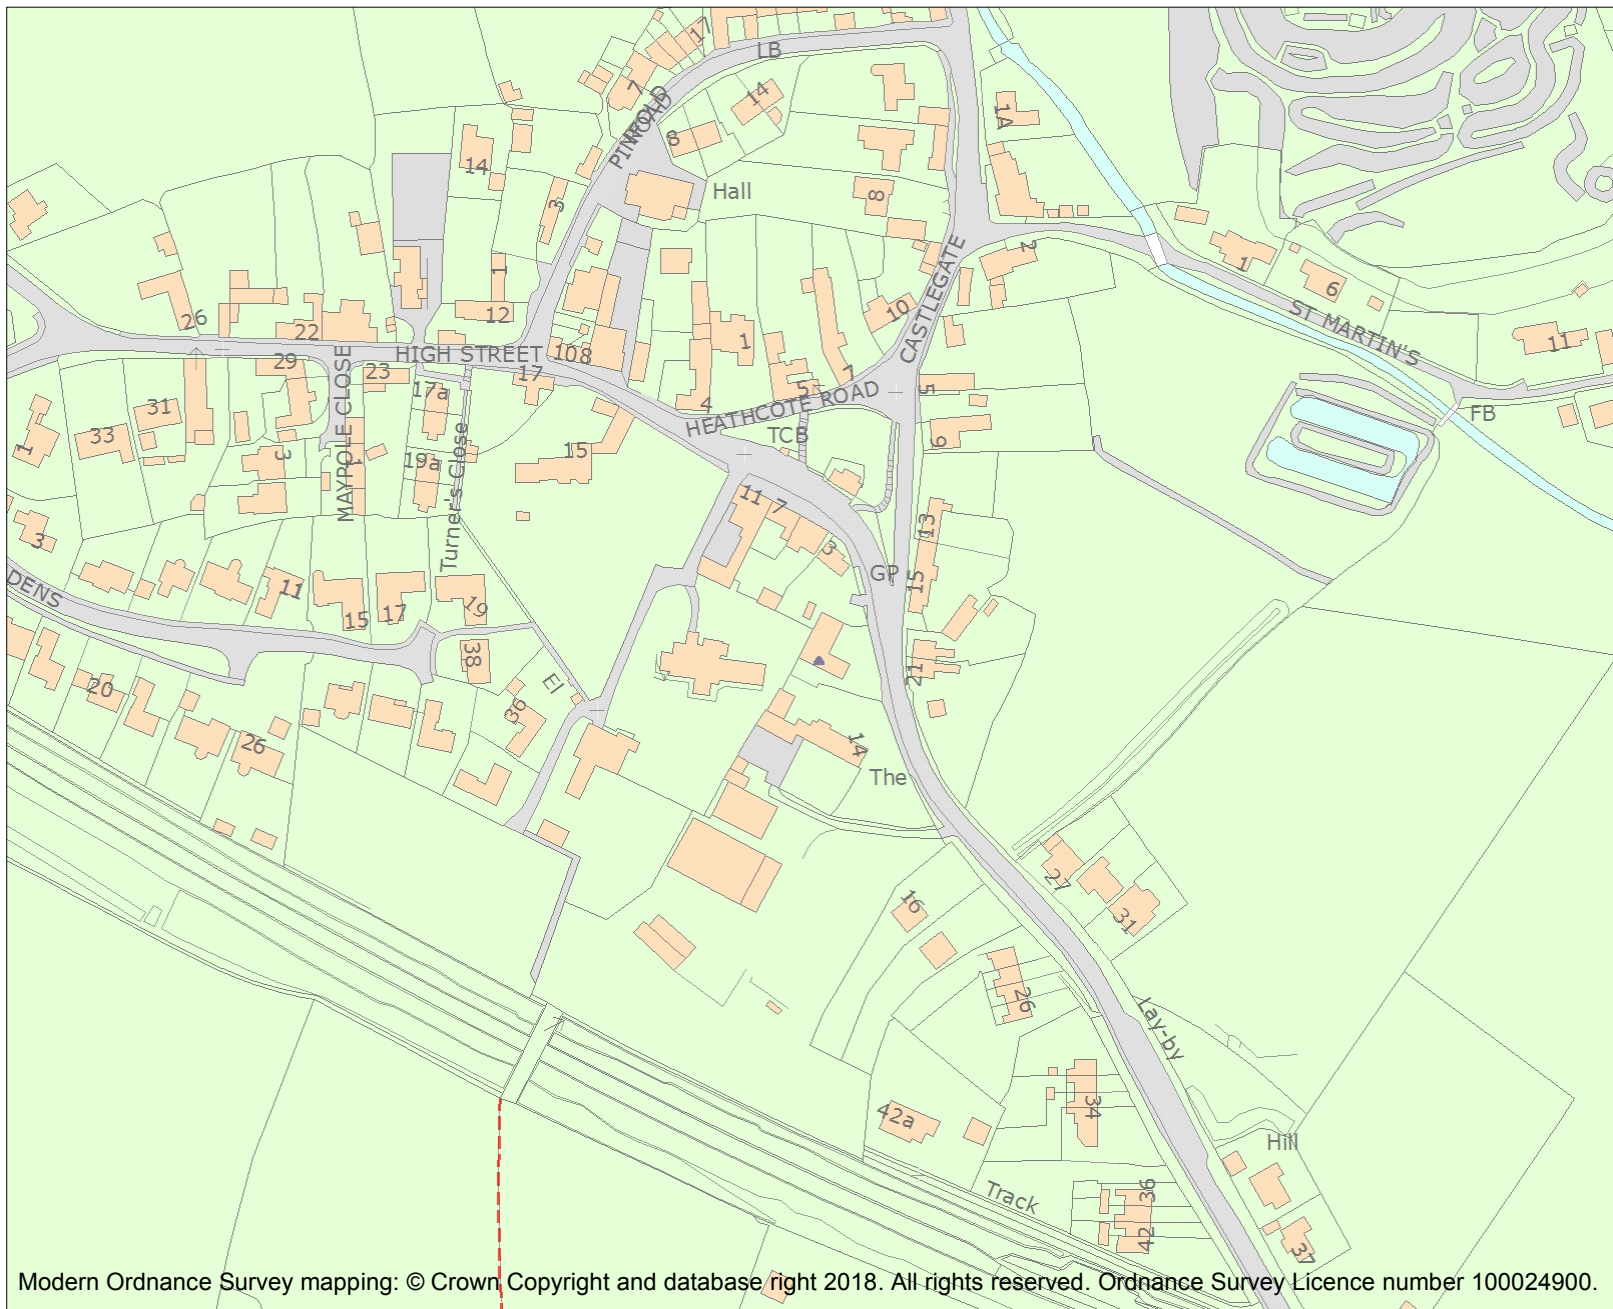 17
LB
7
14
PINFOLD
ROAD
8
1A
14
3
Hall
8
2
1
1
6
CASTLEGATE
26
22
12
10
ST MARTIN'S
HIGH STREET
108
1
11
29
23
17
17a
5
7
5
4
HEATHCOTE ROAD
31
33
1
3
MAYPOLE CLOSE
1
19a
Turner's Close
15
TCB
9
FB
11
7
3
13
3
GP
15
DENS
11
15
17
19
38
21
20
El
36
26
14
The
27
16
31
26
Lay-by
34
42a
Hill
Track
36
42
37
Modern Ordnance Survey mapping: © Crown Copyright and database right 2018. All rights reserved. Ordnance Survey Licence number 100024900.